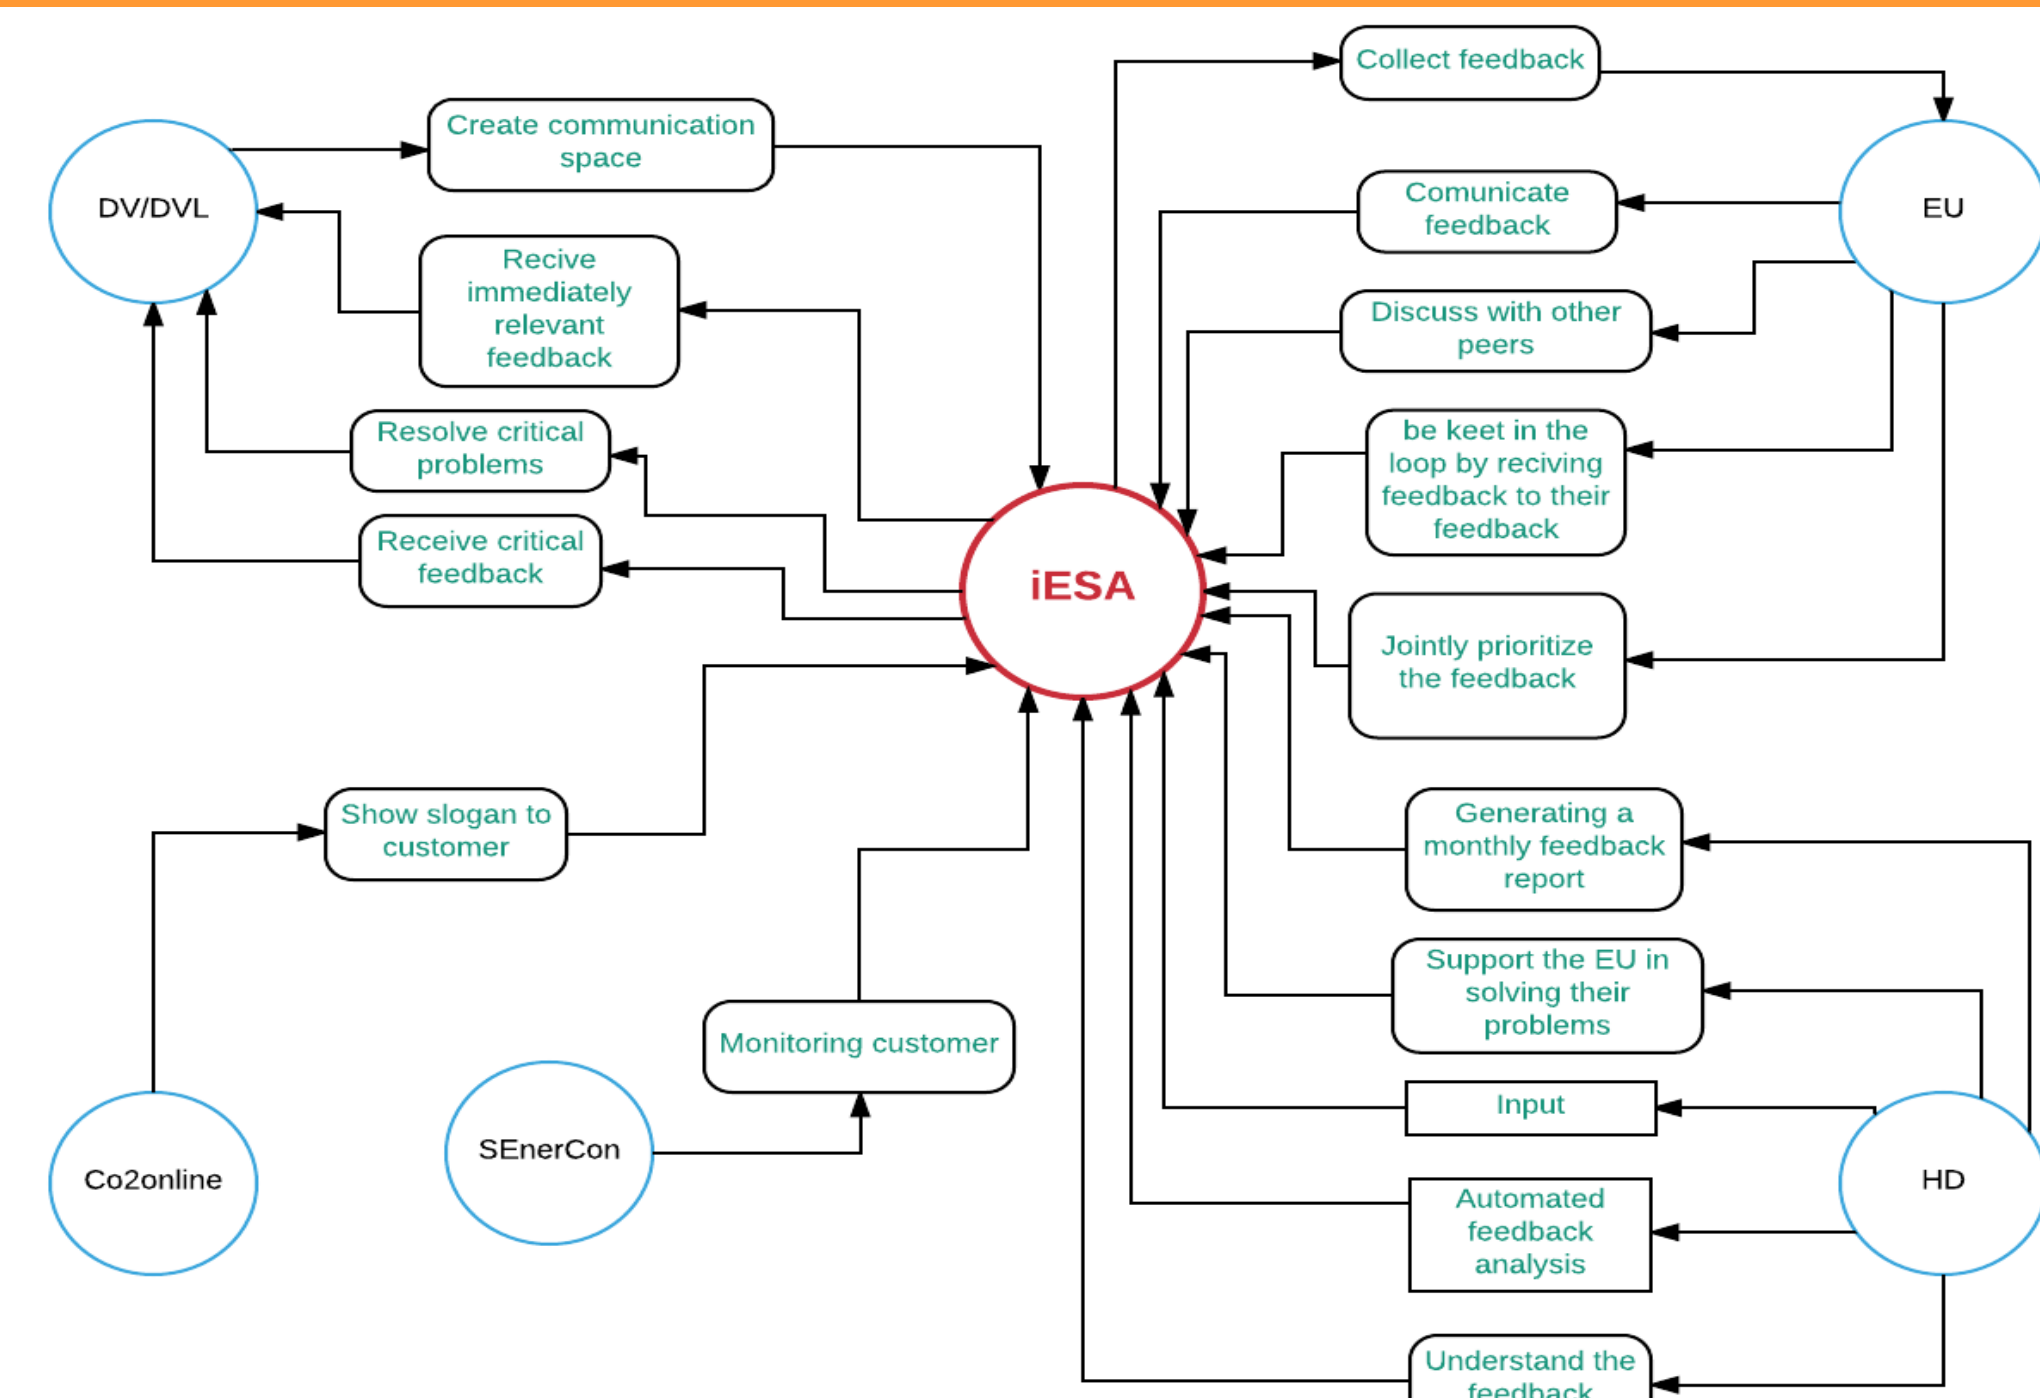 Collect feedback
Create communication
space
DV/DVL
Comunicate
feedback
EU
Recive
immediately
relevant
feedback
Discuss with other
peers
Resolve critical
problems
be keet in the
loop by reciving
feedback to their
feedback
Receive critical
feedback
iESA
Jointly prioritize
the feedback
Show slogan to
customer
Generating a
monthly feedback
report
Support the EU in
solving their
problems
Monitoring customer
Input
SEnerCon
Co2online
HD
Automated
feedback
analysis
Understand the
feedback